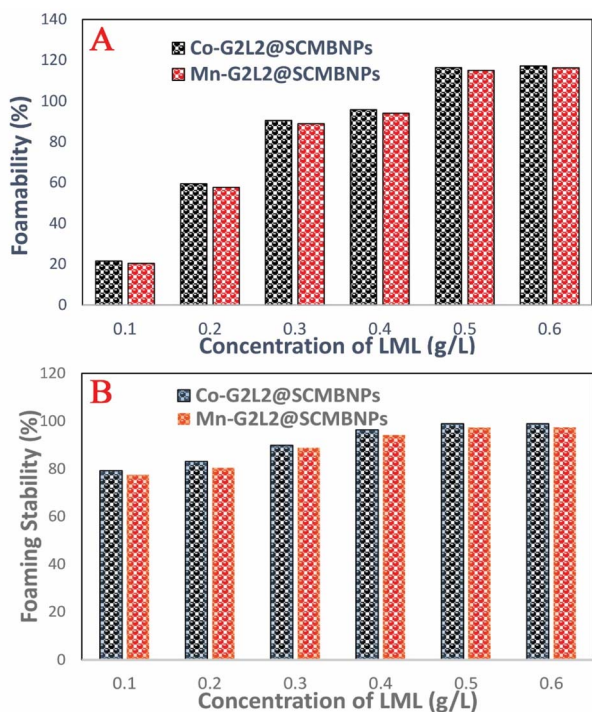 A
Co-G2L2@SCMBNPs
Mn-G2L2@SCMBNPs
Foamability (%)
140
120
100
80
60
40
20
0
0.1 0.2 0.3 0.4 0.5 0.6
Concentration of LML (g/L)
B
Co-G2L2@SCMBNPs
Mn-G2L2@SCMBNPs
Foaming Stability (%)
120
100
80
60
40
20
0
0.1 0.2 0.3 0.4 0.5 0.6
Concentration of LML (g/L)